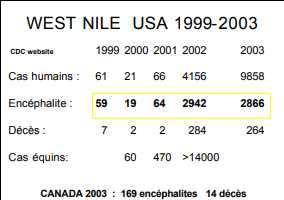 WEST NILE USA 1999-2003
CDC website 1999 2000 2001 2002 2003
Cas humains : 61 21 66 4156 9858
Encéphalite : 59 19 64 2942 2866
Décès : 7 2 2 284 264
Cas équins: 60 470 >14000
CANADA 2003 : 169 encéphalites 14 décès